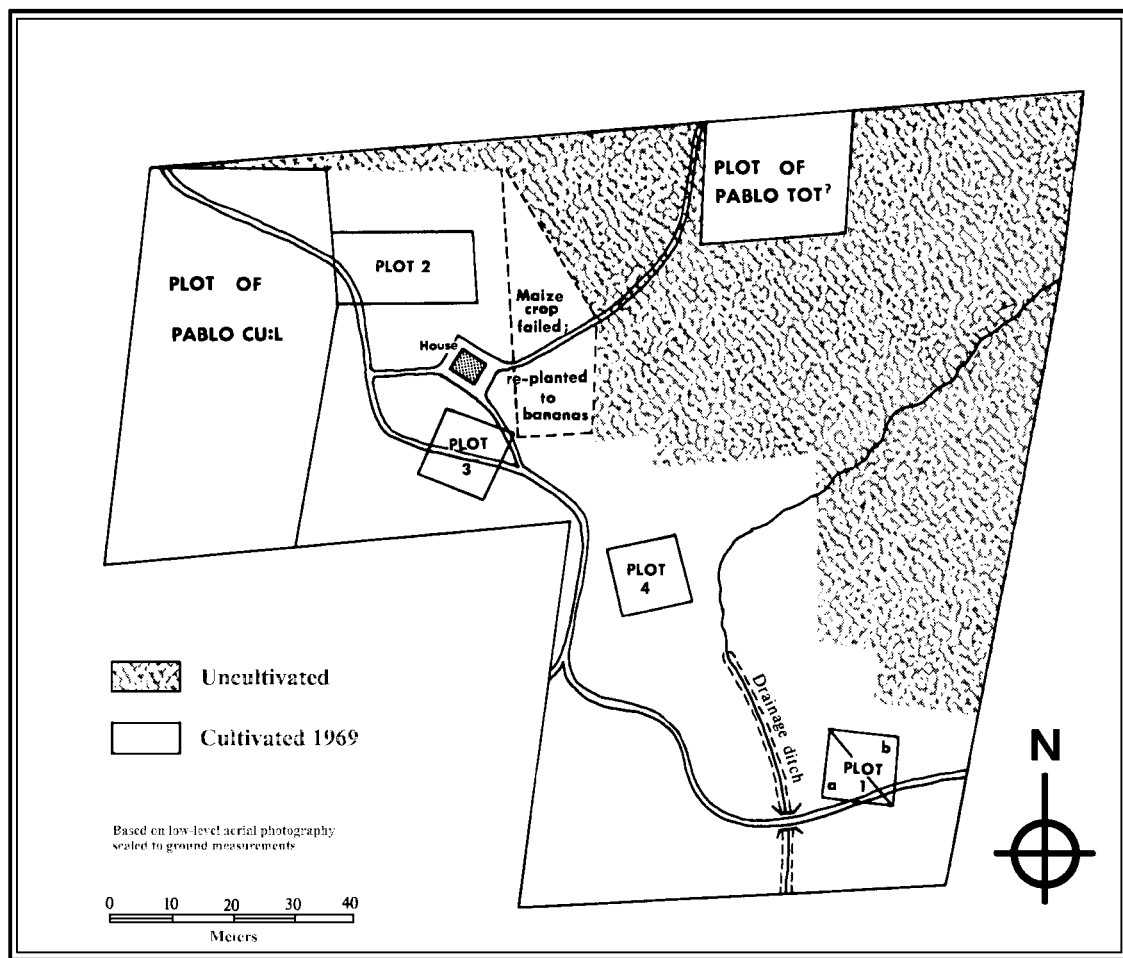 PLOT OF
PABLO TOT?
PLOT OF
PABLO CU:L
PLOT 2
Maize
crop
failed;
re-planted
to
bananas
House
PLOT
3
PLOT
4
Drainage ditch
b
PLOT
a 1
Uncultivated
Cultivated 1969
N
Based on low-level aerial photography
scaled to ground measurements
0 10 20 30 40
Meters